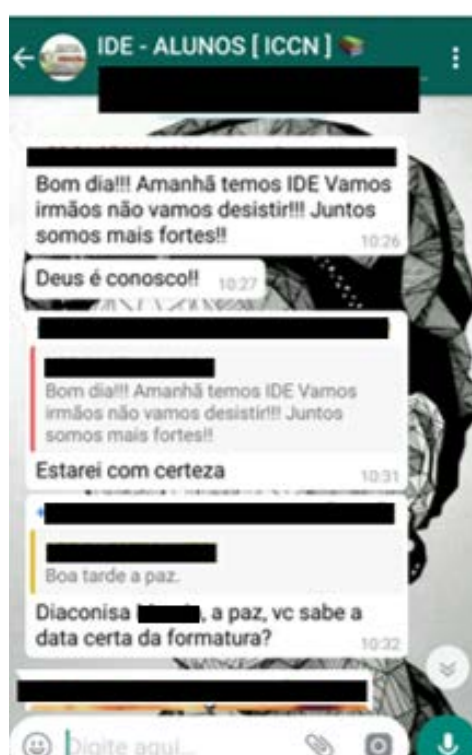 IDE - ALUNOS [ ICCN ] 📚
Bom dia!!! Amanhã temos IDE Vamos
irmãos não vamos desistir!!! Juntos
somos mais fortes!!
10:26
Deus é conosco!!
10:27
Bom dia!!! Amanhã temos IDE Vamos
irmãos não vamos desistir!!! Juntos
somos mais fortes!!
Estarei com certeza
10:31
Boa tarde a paz.
Diaconisa , a paz, vc sabe a
data certa da formatura?
10:32
Digite aqui...